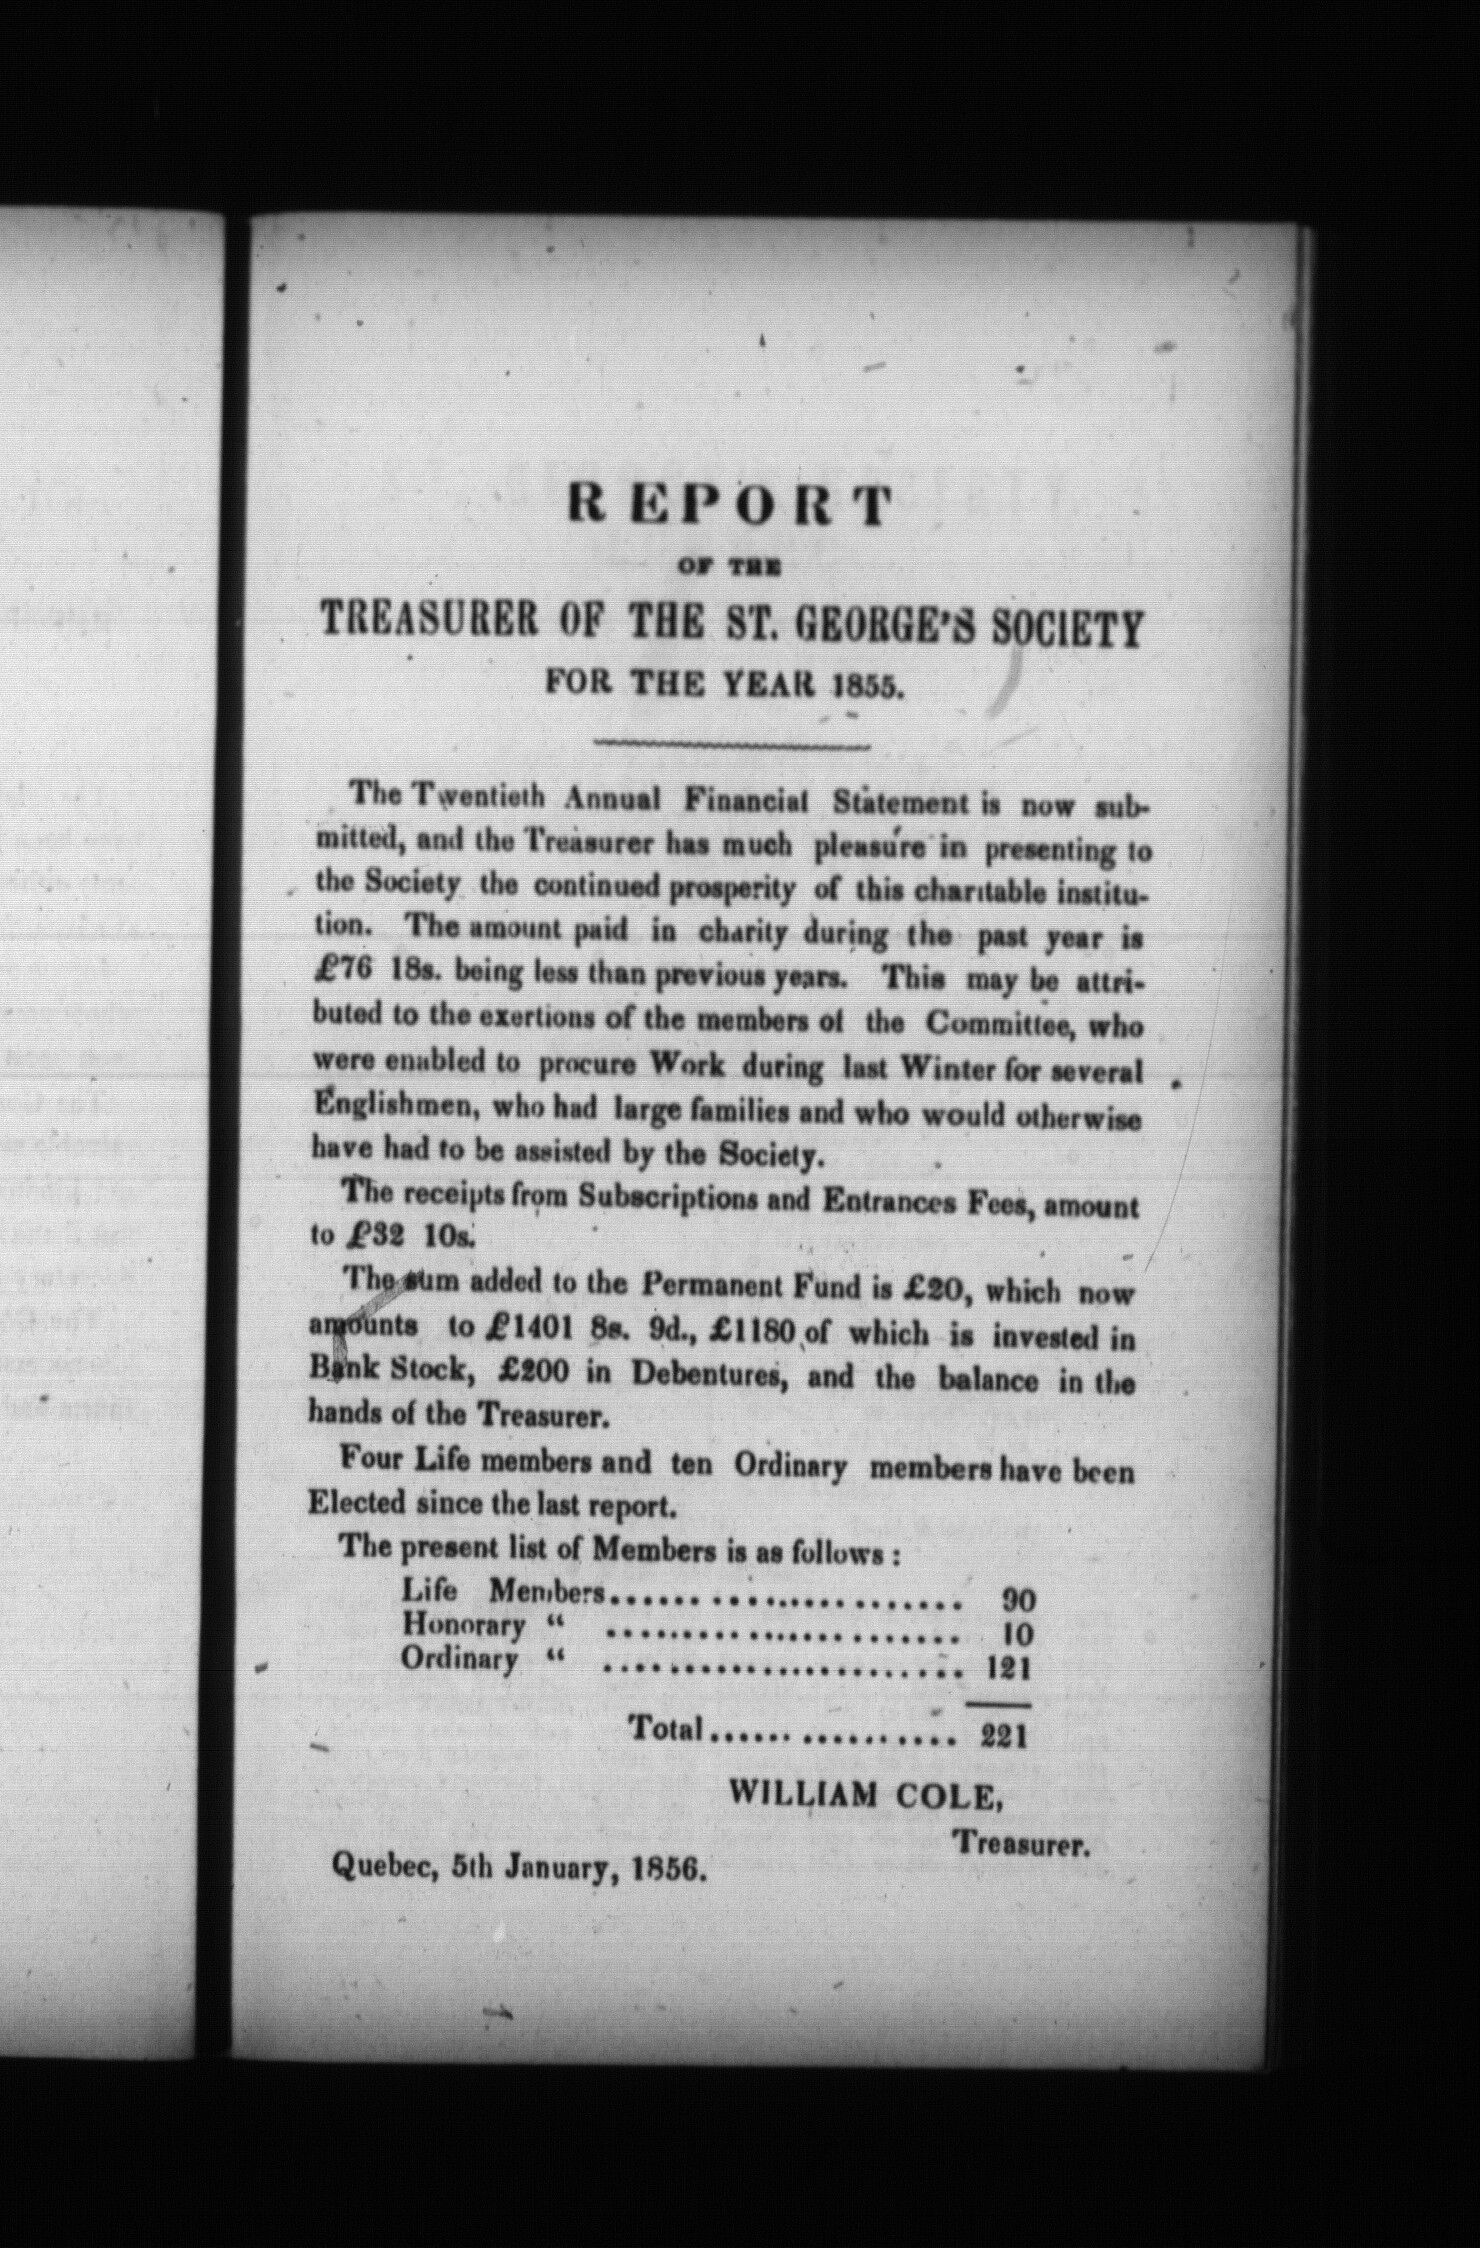 REPORT
OF THE
TREASURER OF THE ST. GEORGE'S SOCIETY
FOR THE YEAR 1855.
The Twentieth Annual Financial Statement is now sub-
mitted, and the Treasurer has much pleasure in presenting to
the Society the continued prosperity of this charitable institu-
tion. The amount paid in charity during the past year is
£76 18s. being less than previous years. This may be attri-
buted to the exertions of the members of the Committee, who
were enabled to procure Work during last Winter for several
Englishmen, who had large families and who would otherwise
have had to be assisted by the Society.
The receipts from Subscriptions and Entrances Fees, amount
to £32 10s.
The sum added to the Permanent Fund is £20, which now
amounts to £1401 8s. 9d., £1180 of which is invested in
Bank Stock, £200 in Debentures, and the balance in the
hands of the Treasurer.
Four Life members and ten Ordinary members have been
Elected since the last report.
The present list of Members is as follows :
Life Members...................... 90
Honorary “ ...................... 10
Ordinary “ ...................... 121
Total................ 221
WILLIAM COLE,
Treasurer.
Quebec, 5th January, 1856.